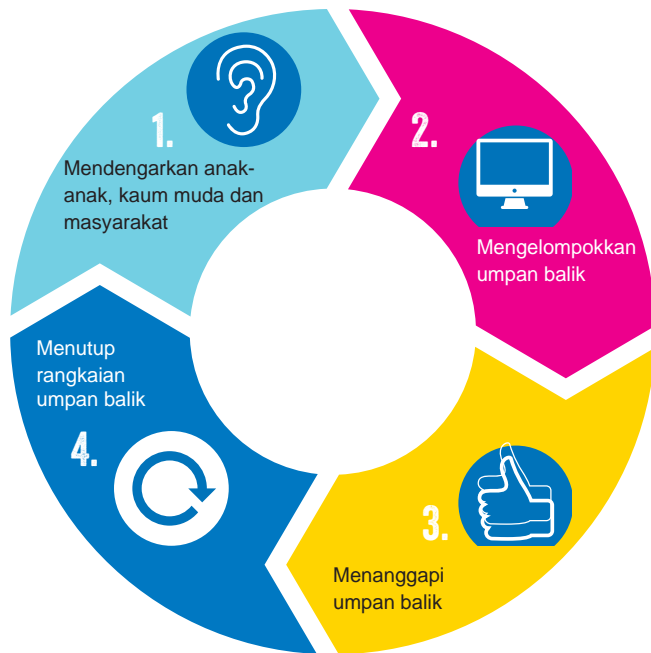 1.
Mendengarkan anak-
anak, kaum muda dan
masyarakat
2.
Mengelompokkan
umpan balik
3.
Menanggapi
umpan balik
Menutup
rangkaian
umpan balik
4.